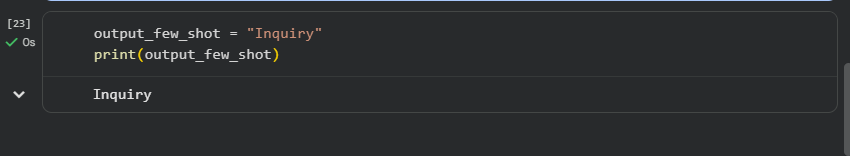 [23]
output_few_shot = "Inquiry"
0s
print(output_few_shot)
Inquiry